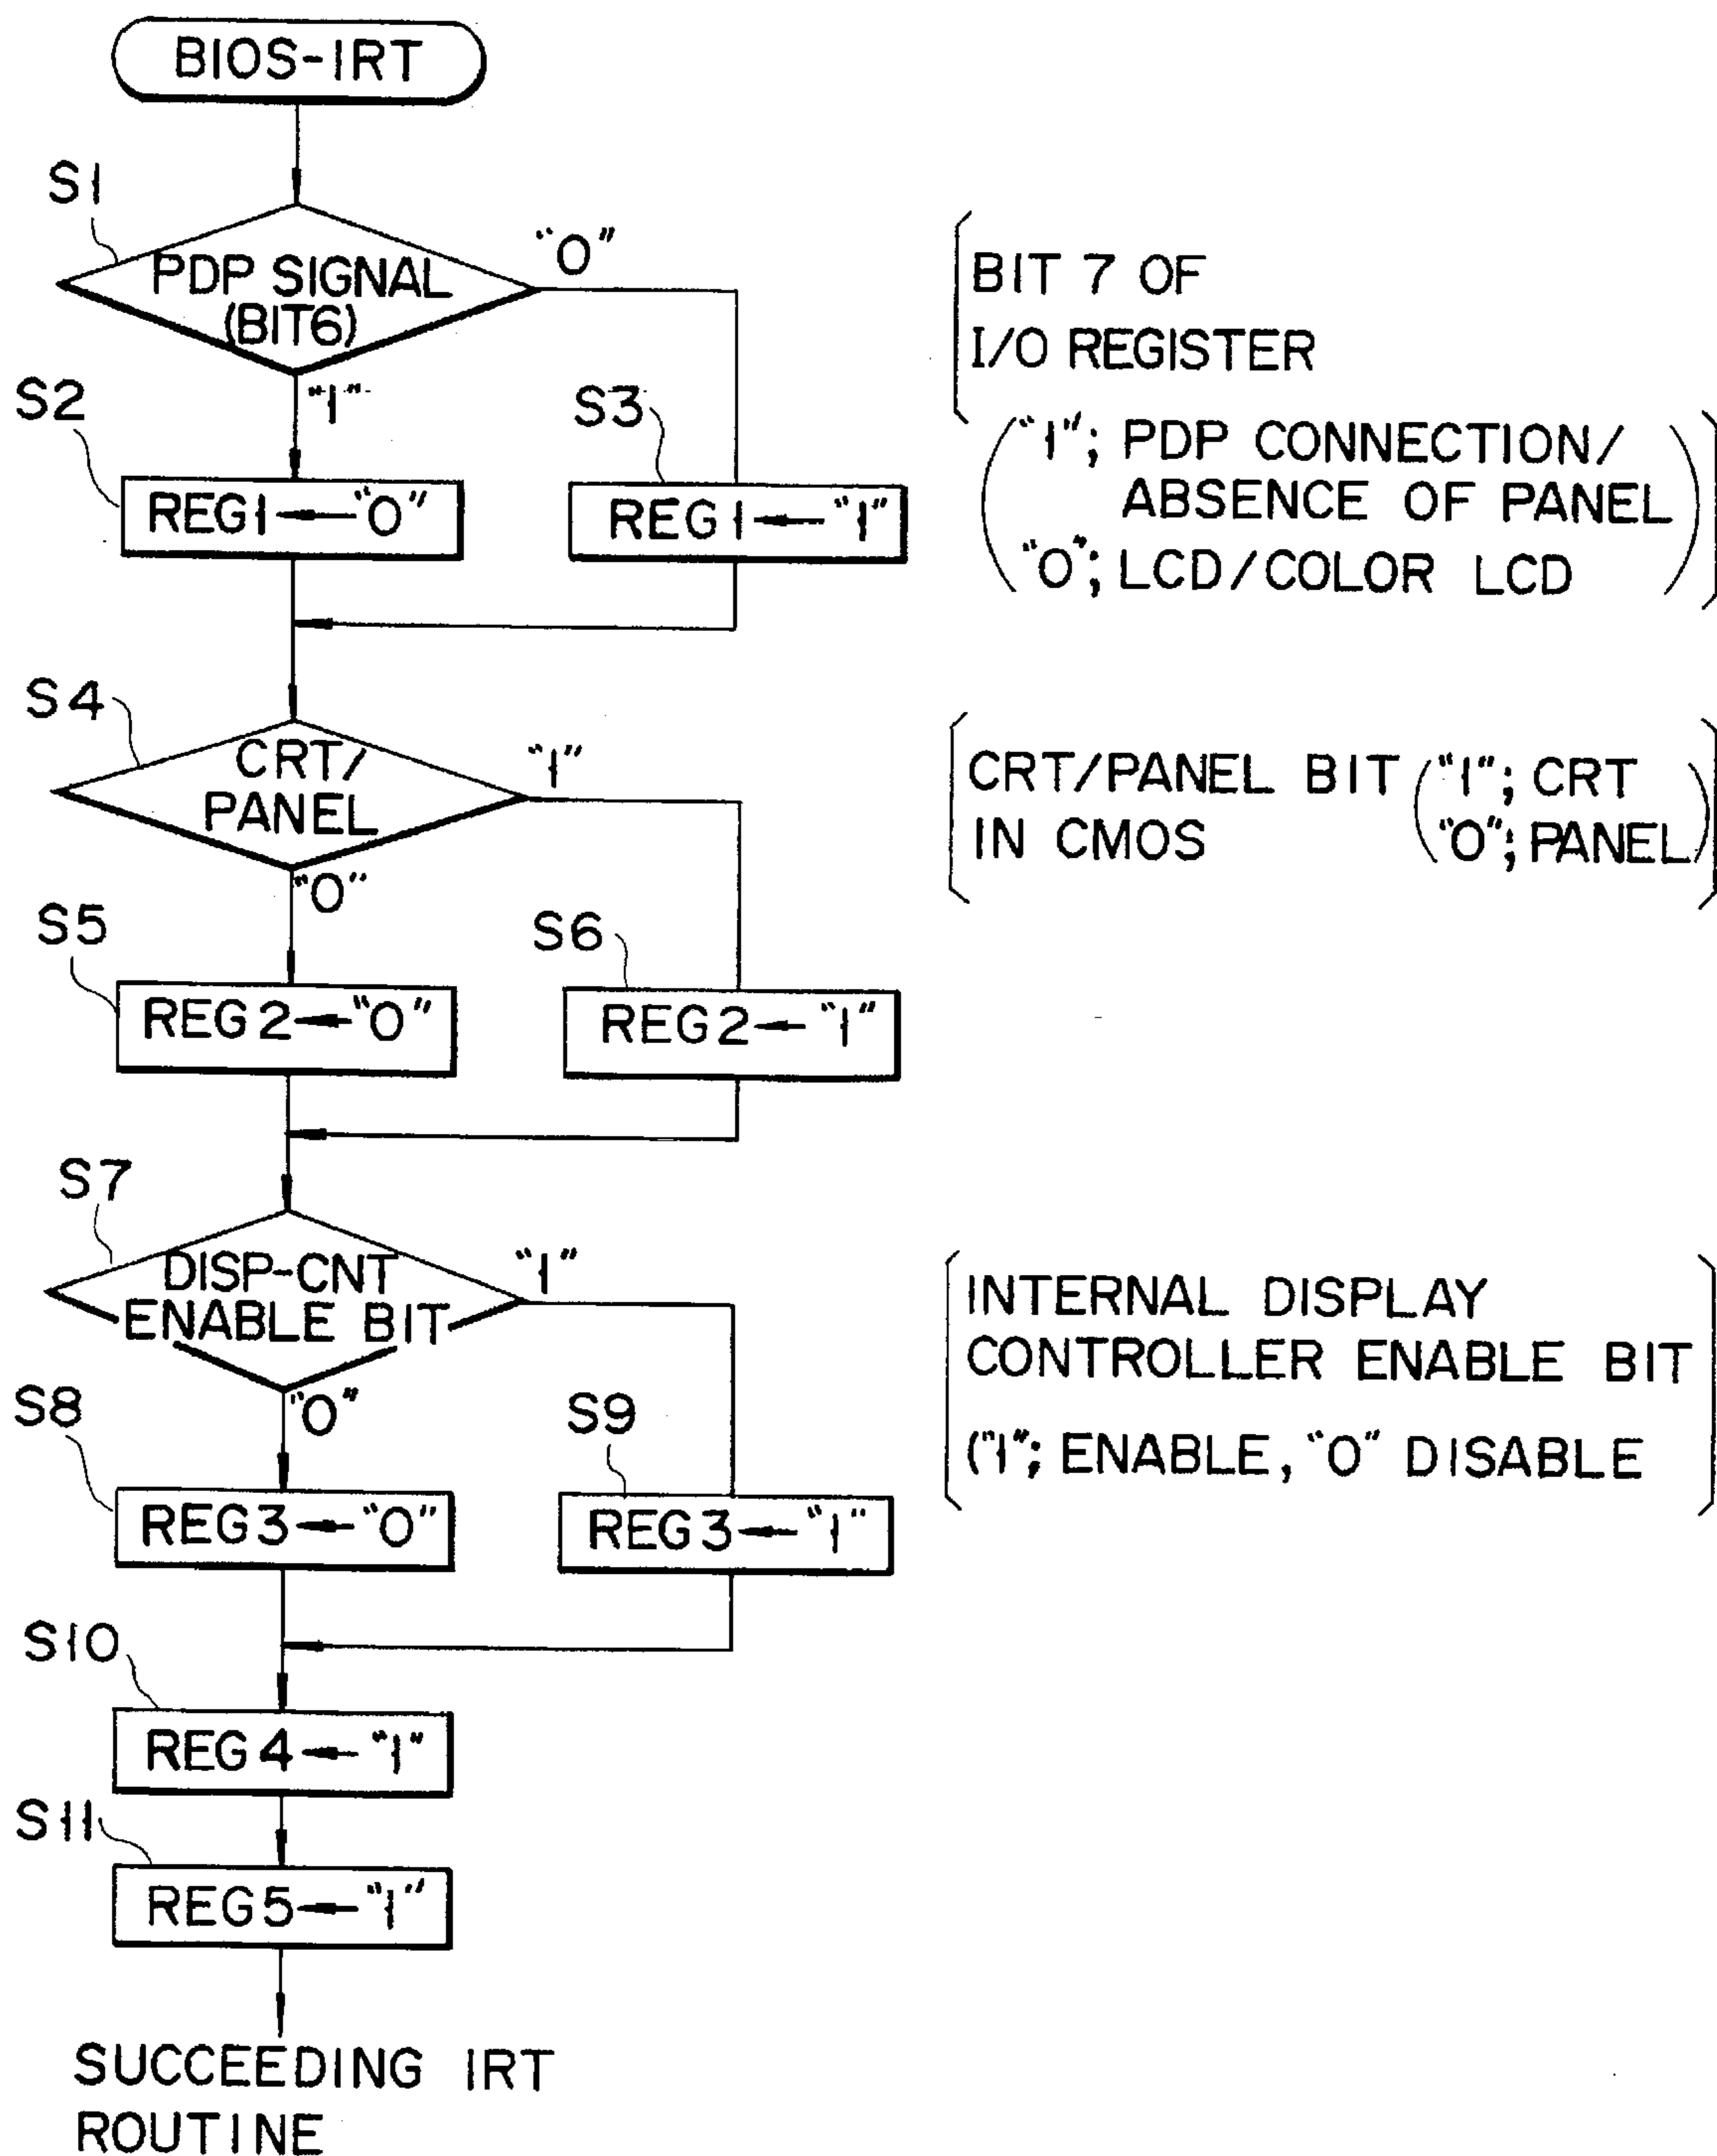 BIOS-IRT
S1
PDP SIGNAL
(BIT6)
"0"
"1"
BIT 7 OF
I/O REGISTER
("1"; PDP CONNECTION/
ABSENCE OF PANEL
"0"; LCD/COLOR LCD)
S2
REG1←"0"
S3
REG1←"1"
S4
CRT/
PANEL
"1"
"0"
CRT/PANEL BIT ("1"; CRT
IN CMOS "0"; PANEL)
S5
REG2←"0"
S6
REG2←"1"
S7
DISP-CNT
ENABLE BIT
"1"
"0"
INTERNAL DISPLAY
CONTROLLER ENABLE BIT
("1"; ENABLE, "0" DISABLE
S8
REG3←"0"
S9
REG3←"1"
S10
REG4←"1"
S11
REG5←"1"
SUCCEEDING IRT
ROUTINE